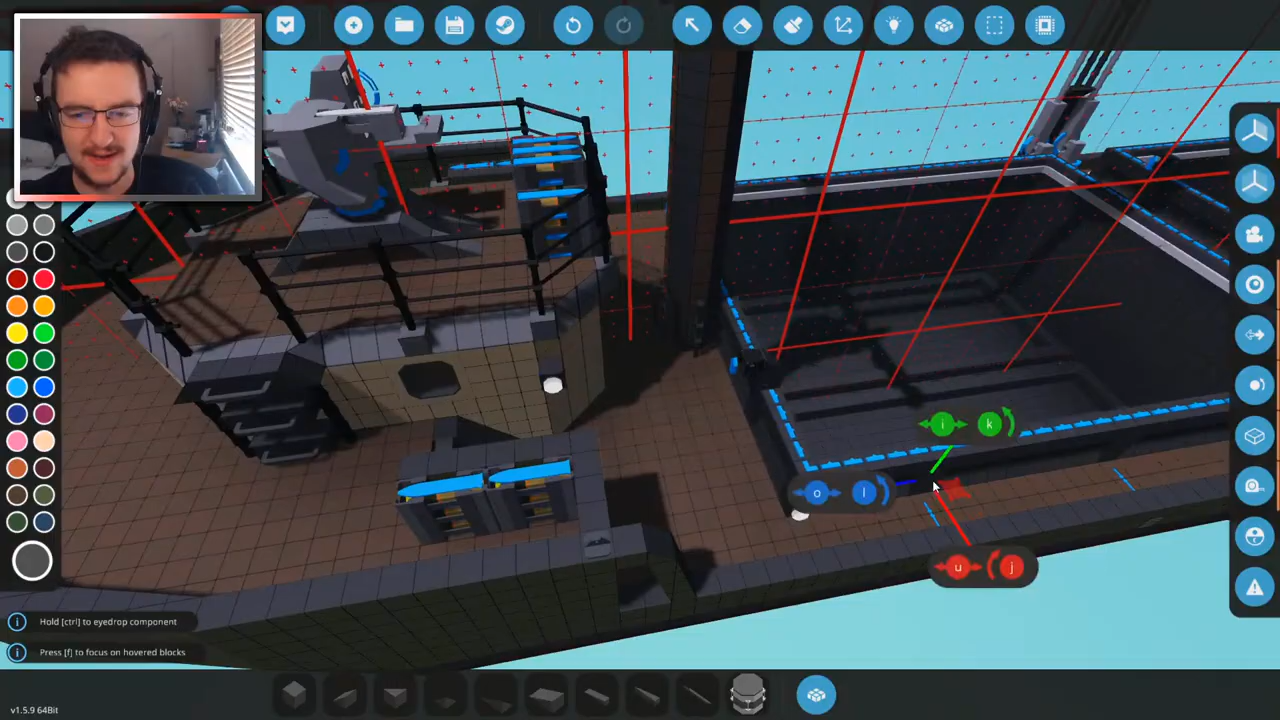 i k
o l
u j
Hold [ctrl] to eyedrop component
Press [f] to focus on hovered blocks
v1.5.9 64Bit